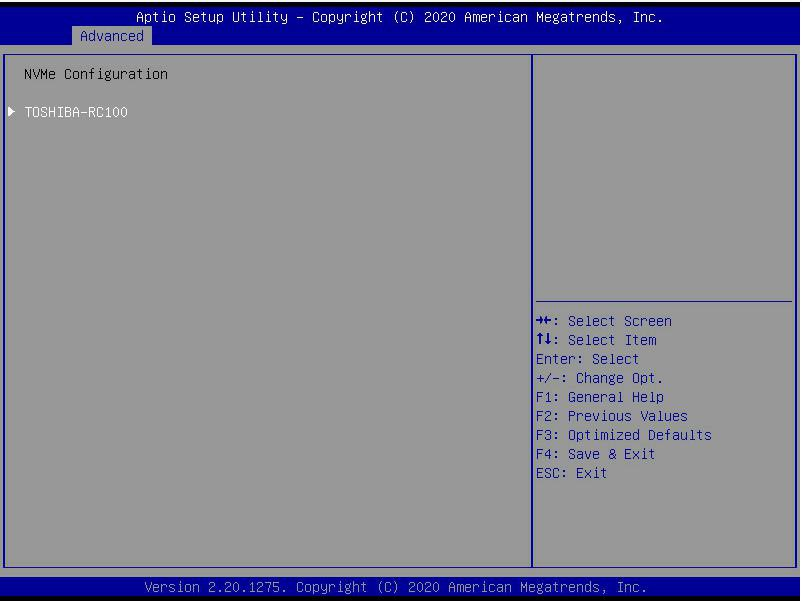 Aptio Setup Utility – Copyright (C) 2020 American Megatrends, Inc.
Advanced
NVMe Configuration
▶ TOSHIBA-RC100
→←: Select Screen
↑↓: Select Item
Enter: Select
+/-: Change Opt.
F1: General Help
F2: Previous Values
F3: Optimized Defaults
F4: Save & Exit
ESC: Exit
Version 2.20.1275. Copyright (C) 2020 American Megatrends, Inc.